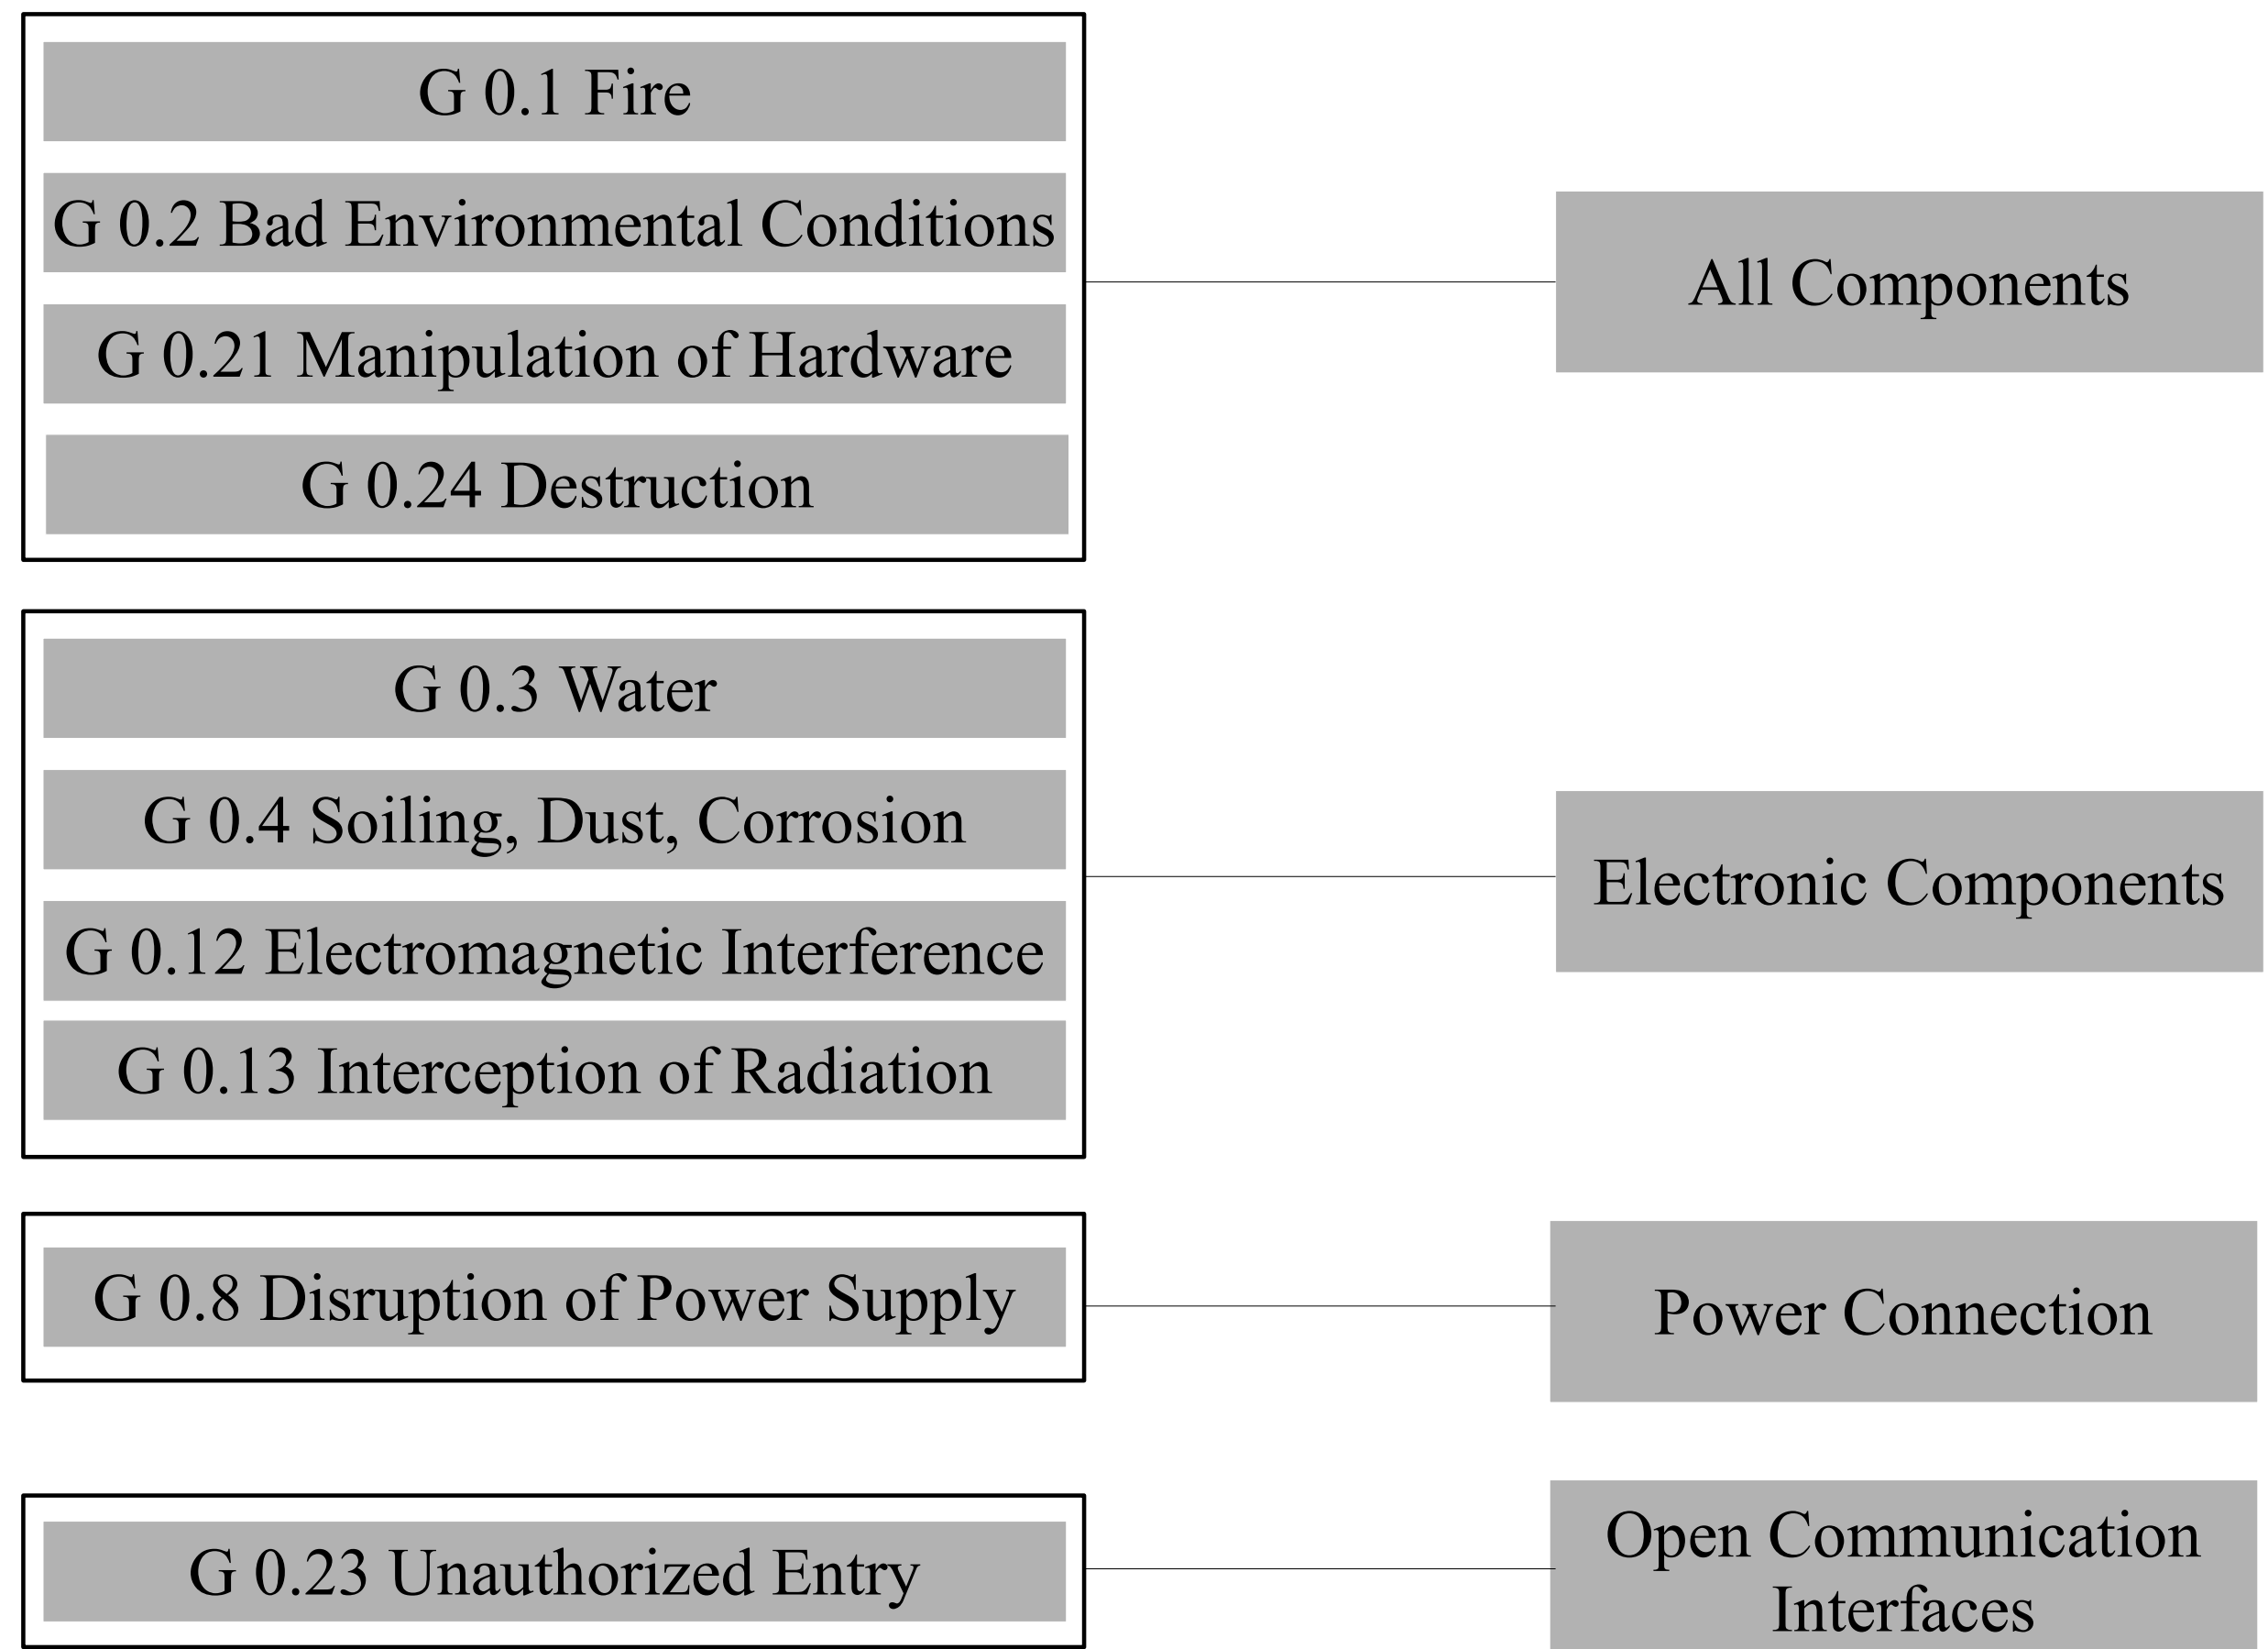 G 0.1 Fire
G 0.2 Bad Environmental Conditions
G 0.21 Manipulation of Hardware
G 0.24 Destruction
All Components
G 0.3 Water
G 0.4 Soiling, Dust, Corrosion
G 0.12 Electromagnetic Interference
G 0.13 Interception of Radiation
Electronic Components
G 0.8 Disruption of Power Supply
Power Connection
G 0.23 Unauthorized Entry
Open Communication
Interfaces